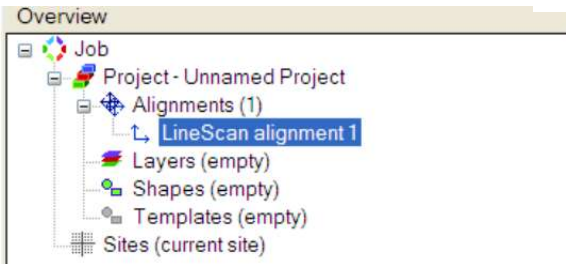 Overview
Job
Project - Unnamed Project
Alignments (1)
LineScan alignment 1
Layers (empty)
Shapes (empty)
Templates (empty)
Sites (current site)